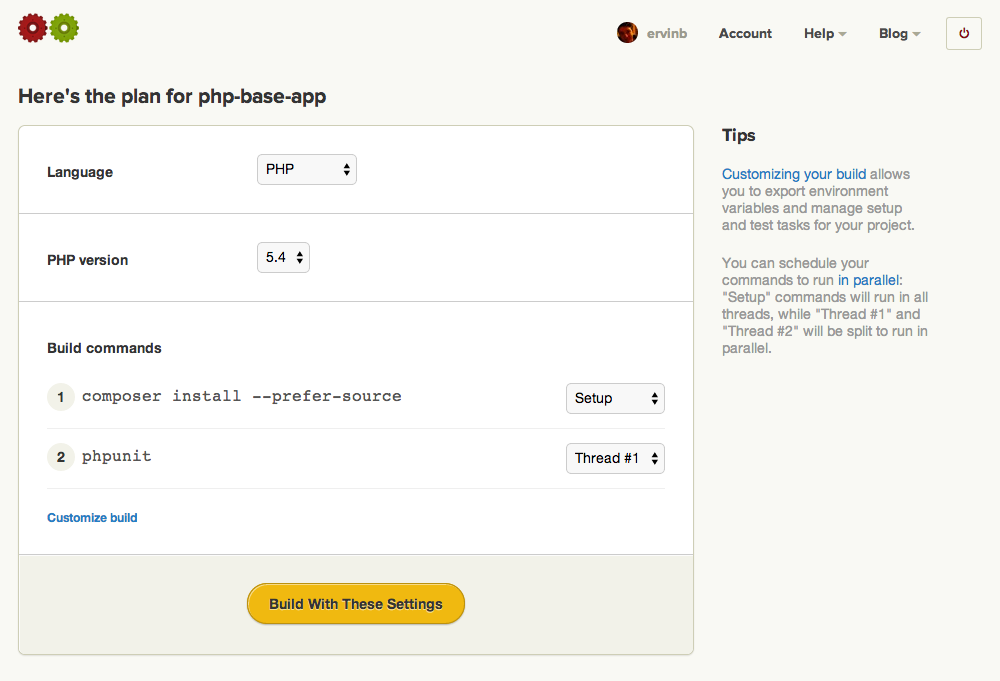 ervinb Account Help Blog
Here's the plan for php-base-app
Language PHP
PHP version 5.4
Build commands
1 composer install --prefer-source Setup
2 phpunit Thread #1
Customize build
Build With These Settings
Tips
Customizing your build allows
you to export environment
variables and manage setup
and test tasks for your project.
You can schedule your
commands to run in parallel:
"Setup" commands will run in all
threads, while "Thread #1" and
"Thread #2" will be split to run in
parallel.